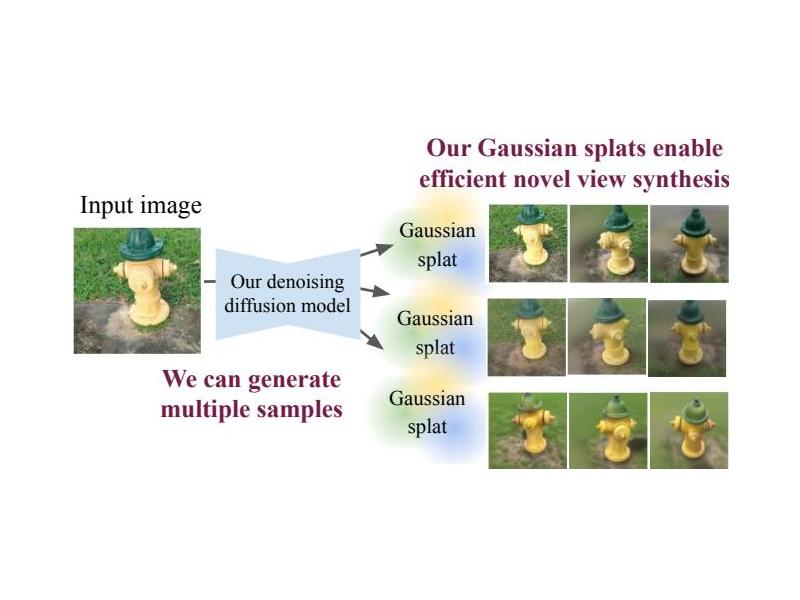 Our Gaussian splats enable
efficient novel view synthesis
Input image
Our denoising
diffusion model
We can generate
multiple samples
Gaussian
splat
Gaussian
splat
Gaussian
splat